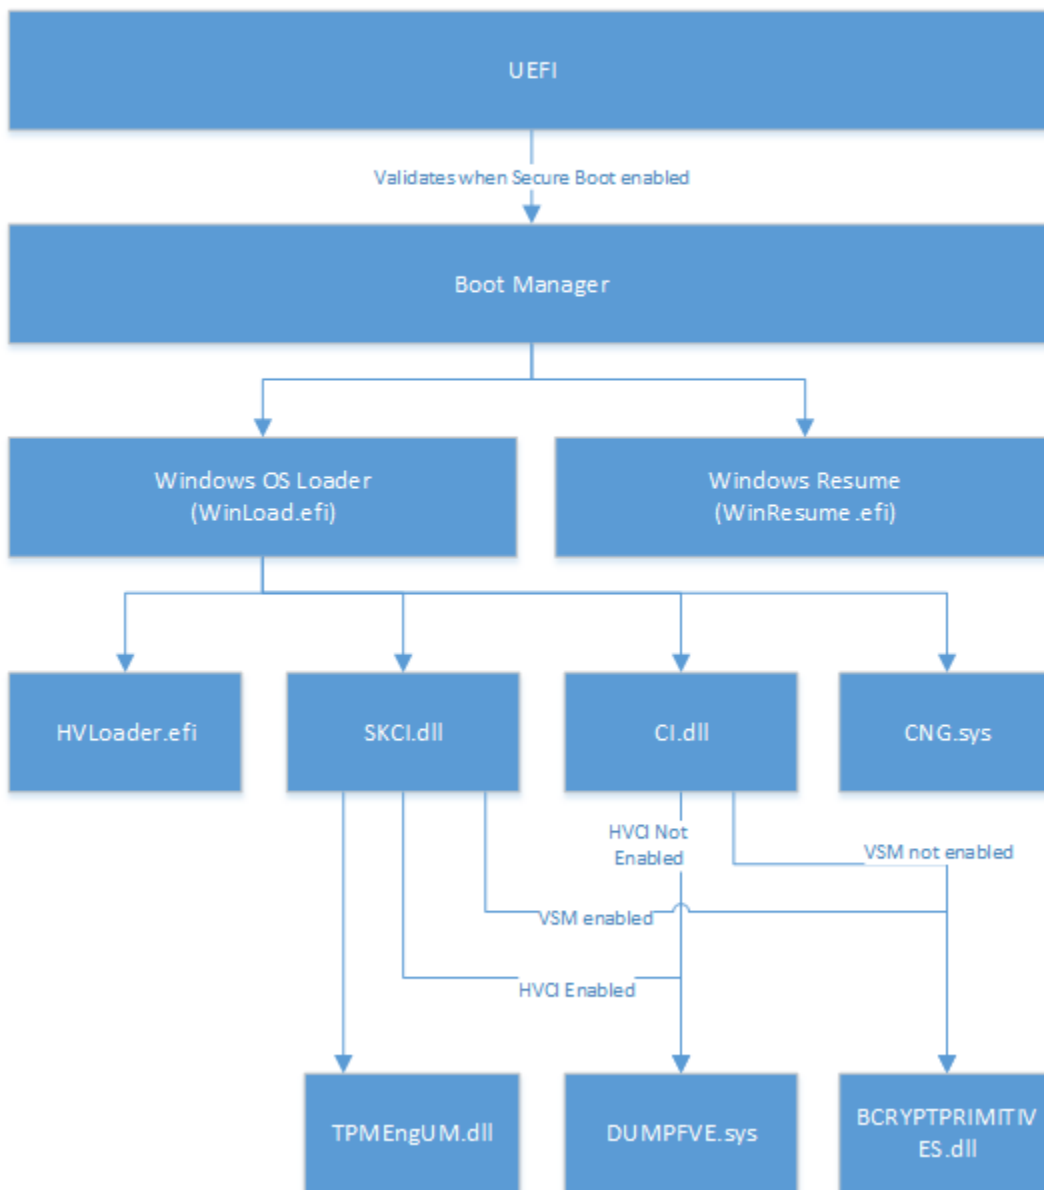 UEFI
Validates when Secure Boot enabled
Boot Manager
Windows OS Loader
(WinLoad.efi)
Windows Resume
(WinResume.efi)
HVLoader.efi
SKCI.dll
CI.dll
CNG.sys
HVCI Not
Enabled
VSM not enabled
VSM enabled
HVCI Enabled
TPMEngUM.dll
DUMPFVE.sys
BCRYPTPRIMITIV
ES.dll